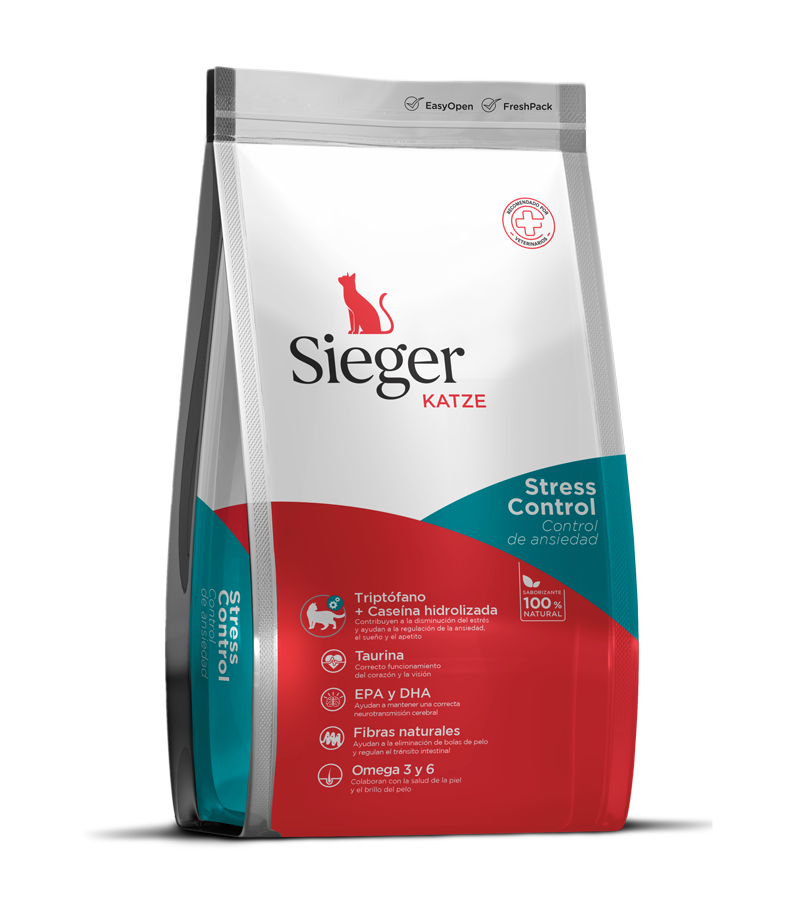 EasyOpen FreshPack
RECOMENDADO POR
VETERINARIOS
Sieger
KATZE
Stress
Control
Control
de ansiedad
SABORIZANTE
100%
NATURAL
Triptófano
+ Caseína hidrolizada
Contribuyen a la disminución del estrés
y ayudan a la regulación de la ansiedad,
el sueño y el apetito
Taurina
Correcto funcionamiento
del corazón y la visión
EPA y DHA
Ayudan a mantener una correcta
neurotransmisión cerebral
Fibras naturales
Ayudan a la eliminación de bolas de pelo
y regulan el tránsito intestinal
Omega 3 y 6
Colaboran con la salud de la piel
y el brillo del pelo
Stress
Control
Control
de ansiedad